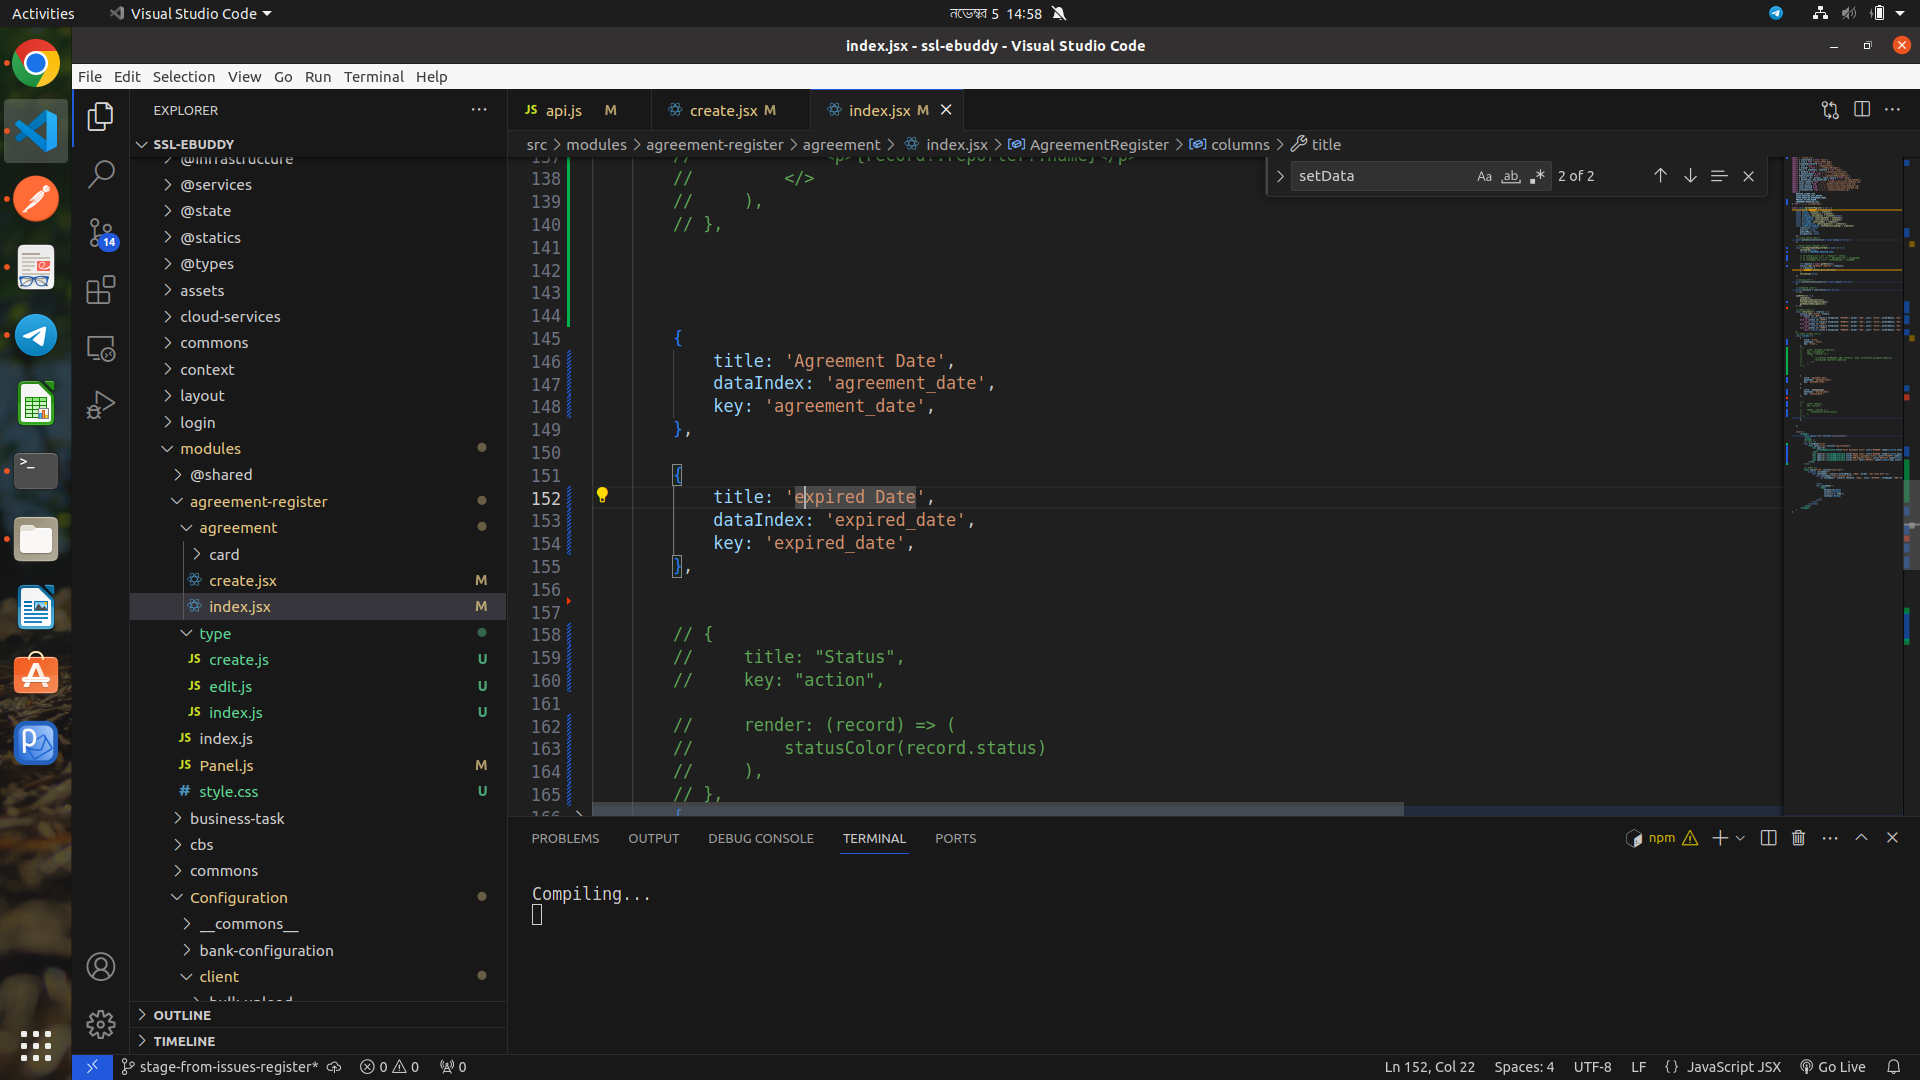 Activities
Visual Studio Code
নভেম্বর 5 14:58
index.jsx - ssl-ebuddy - Visual Studio Code
File Edit Selection View Go Run Terminal Help
EXPLORER
SSL-EBUDDY
@infrastructure
@services
@state
@statics
@types
assets
cloud-services
commons
context
layout
login
modules
@shared
agreement-register
agreement
card
create.jsx M
index.jsx M
type
create.js U
edit.js U
index.js U
index.js
Panel.js M
style.css U
business-task
cbs
commons
Configuration
__commons__
bank-configuration
client
bulk-upload
OUTLINE
TIMELINE
14
JS api.js M
create.jsx M
index.jsx M
src > modules > agreement-register > agreement > index.jsx > AgreementRegister > columns > title
setData Aa ab 2 of 2
137 // <p>{record?.reporter?.name}</p>
138 // </>
139 // ),
140 // },
141
142
143
144
145 {
146 title: 'Agreement Date',
147 dataIndex: 'agreement_date',
148 key: 'agreement_date',
149 },
150
151 {
152 title: 'expired Date',
153 dataIndex: 'expired_date',
154 key: 'expired_date',
155 },
156
157
158 // {
159 // title: "Status",
160 // key: "action",
161
162 // render: (record) => (
163 // statusColor(record.status)
164 // ),
165 // },
166 {
PROBLEMS OUTPUT DEBUG CONSOLE TERMINAL PORTS
npm
Compiling...
stage-from-issues-register* 0 0 0
Ln 152, Col 22 Spaces: 4 UTF-8 LF {} JavaScript JSX Go Live